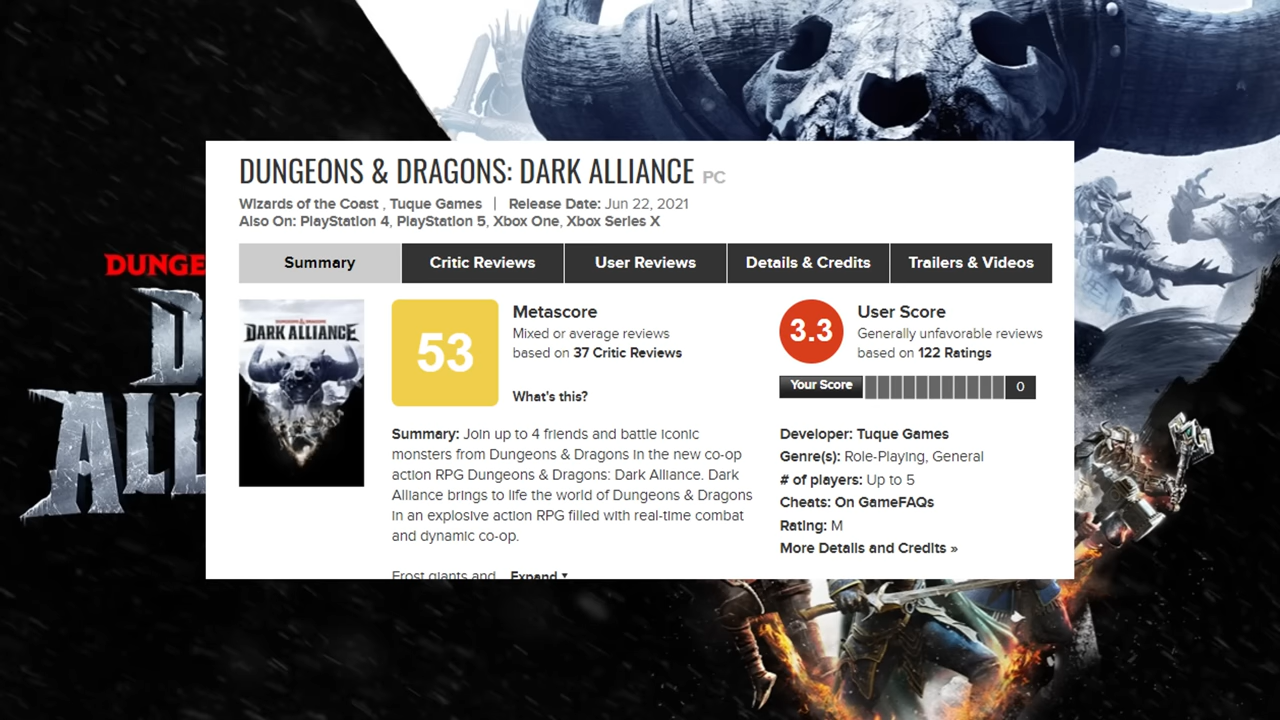 DUNGEONS & DRAGONS: DARK ALLIANCE PC
Wizards of the Coast , Tuque Games | Release Date: Jun 22, 2021
Also On: PlayStation 4, PlayStation 5, Xbox One, Xbox Series X
Summary
Critic Reviews
User Reviews
Details & Credits
Trailers & Videos
DUNGE
D
ALL
DUNGEONS & DRAGONS
DARK ALLIANCE
53
Metascore
Mixed or average reviews
based on 37 Critic Reviews
What's this?
Summary: Join up to 4 friends and battle iconic
monsters from Dungeons & Dragons in the new co-op
action RPG Dungeons & Dragons: Dark Alliance. Dark
Alliance brings to life the world of Dungeons & Dragons
in an explosive action RPG filled with real-time combat
and dynamic co-op.
Frost giants and Expand
3.3
User Score
Generally unfavorable reviews
based on 122 Ratings
Your Score 0
Developer: Tuque Games
Genre(s): Role-Playing, General
# of players: Up to 5
Cheats: On GameFAQs
Rating: M
More Details and Credits »